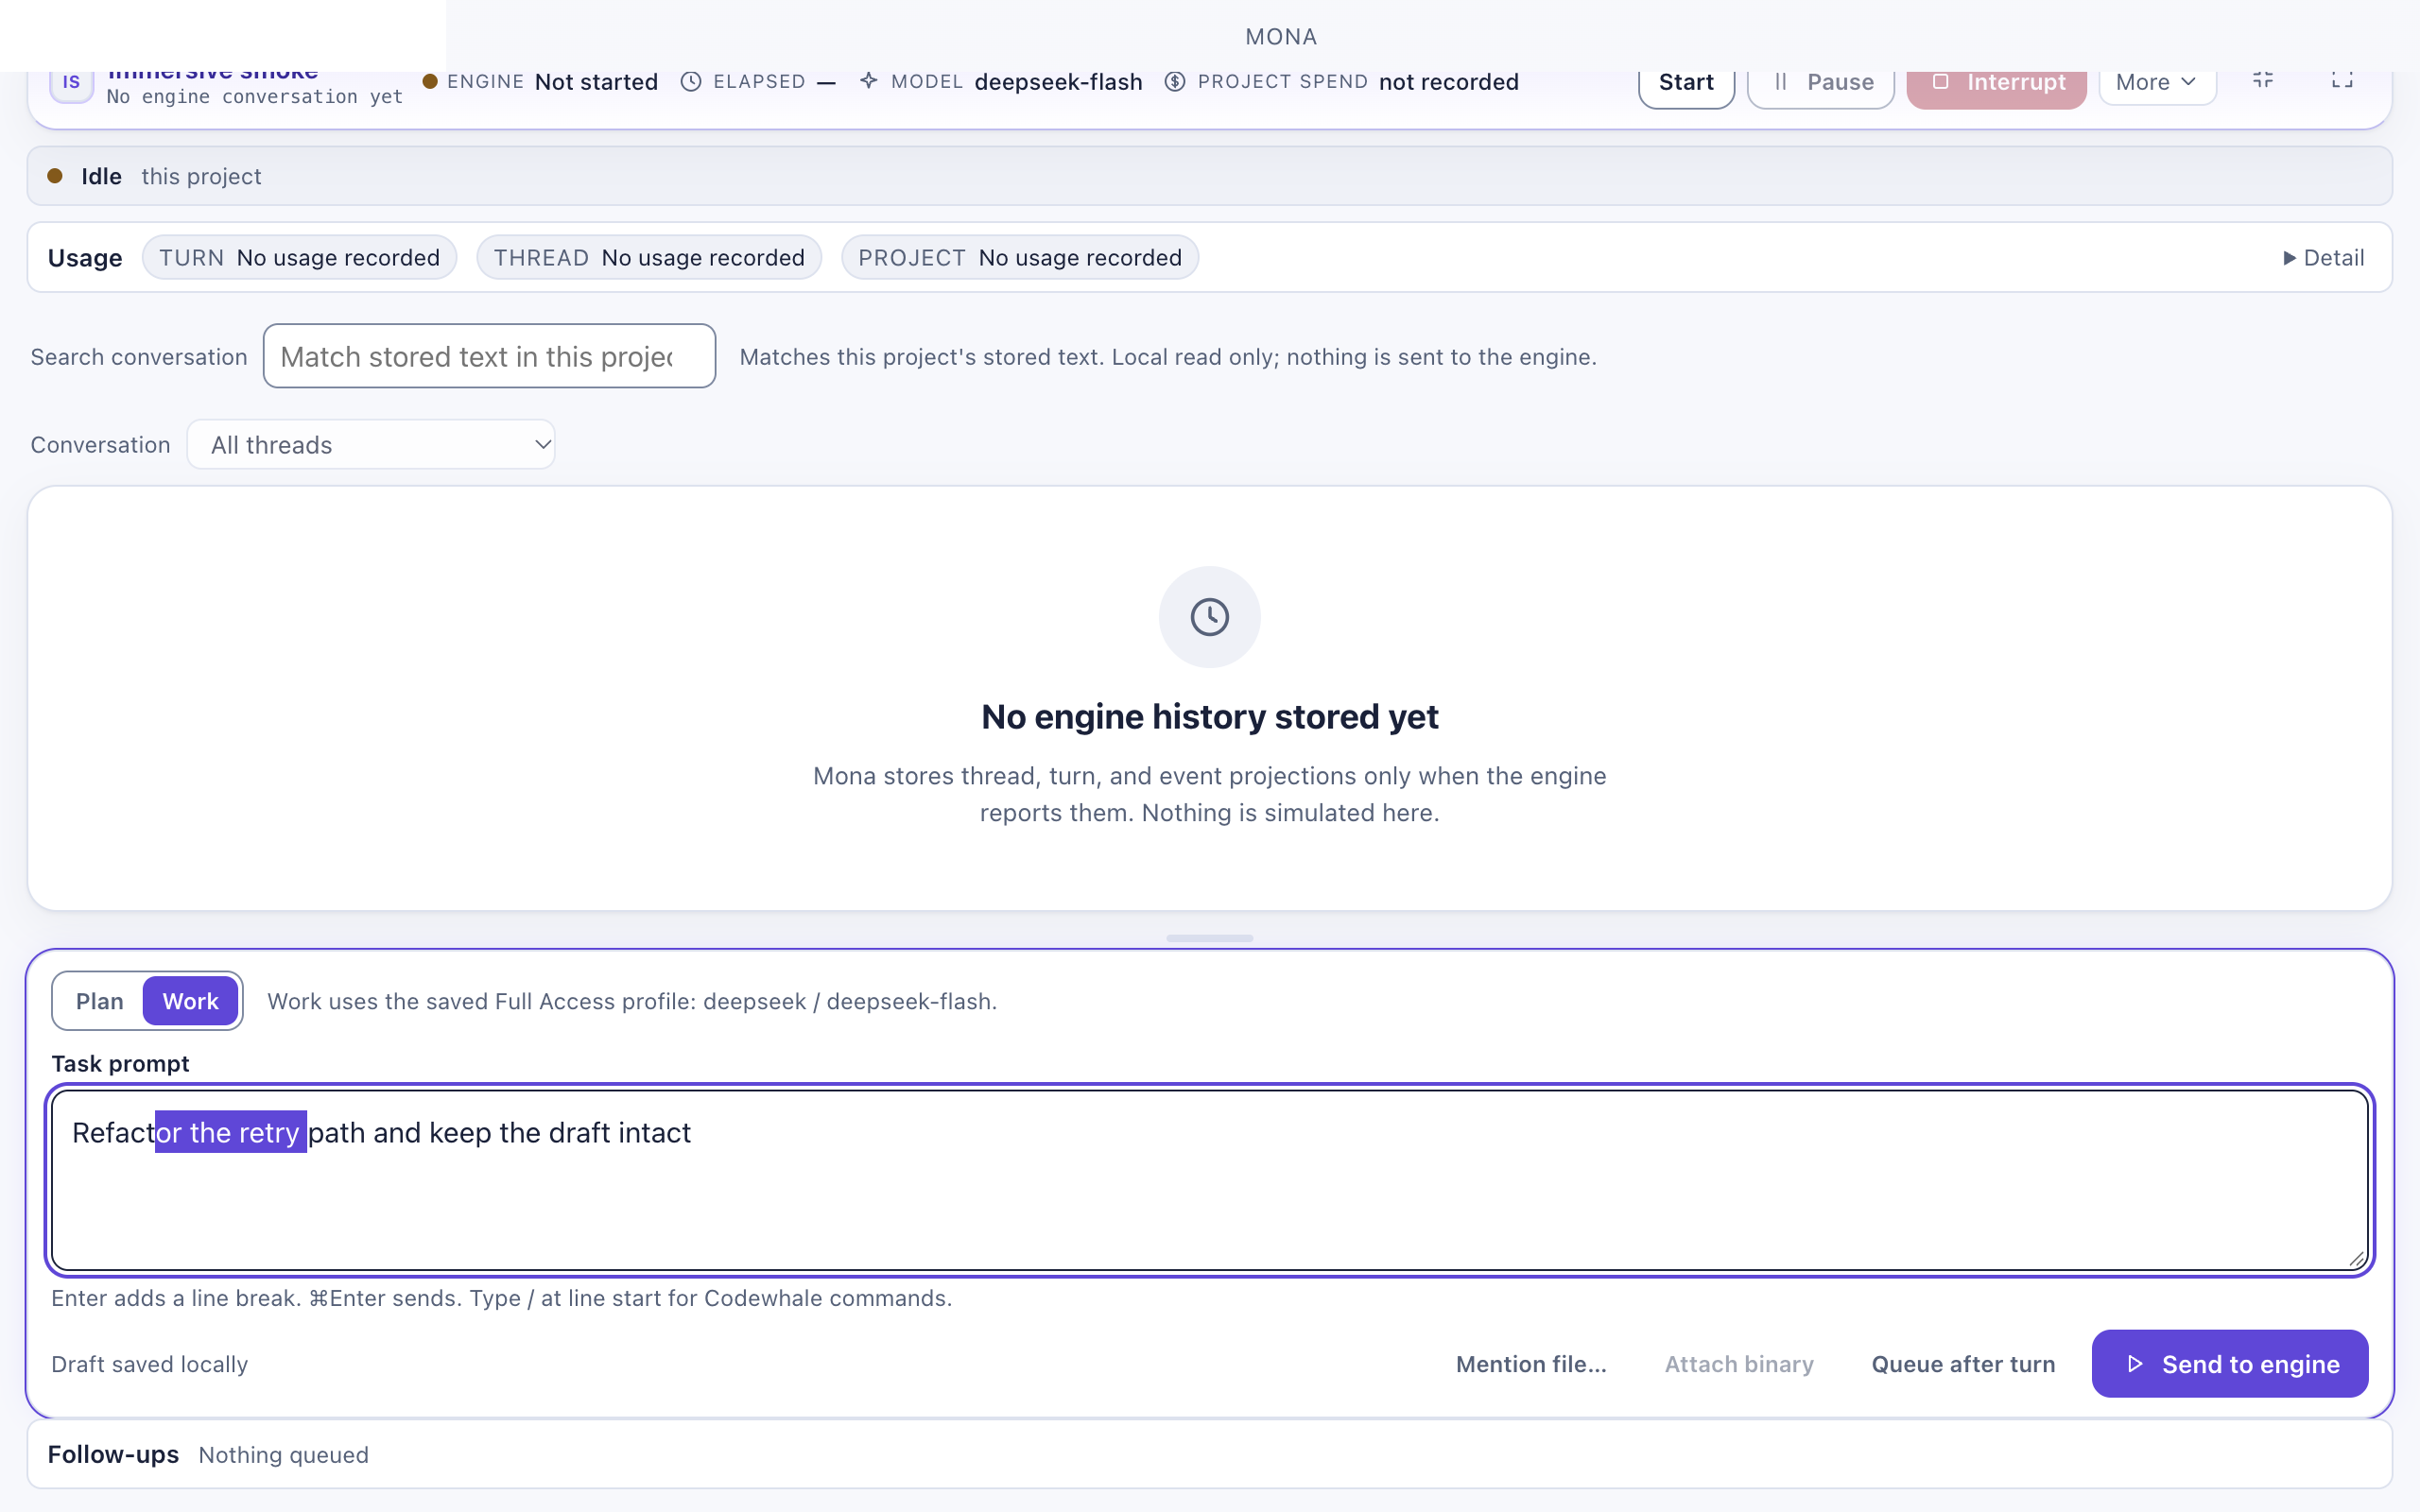 MONA
IS Immersive smoke
No engine conversation yet
ENGINE Not started ELAPSED — MODEL deepseek-flash PROJECT SPEND not recorded Start Pause Interrupt More
Idle this project
Usage TURN No usage recorded THREAD No usage recorded PROJECT No usage recorded Detail
Search conversation Match stored text in this projec Matches this project's stored text. Local read only; nothing is sent to the engine.
Conversation All threads
No engine history stored yet
Mona stores thread, turn, and event projections only when the engine
reports them. Nothing is simulated here.
Plan Work Work uses the saved Full Access profile: deepseek / deepseek-flash.
Task prompt
Refactor the retry path and keep the draft intact
Enter adds a line break. ⌘Enter sends. Type / at line start for Codewhale commands.
Draft saved locally Mention file... Attach binary Queue after turn Send to engine
Follow-ups Nothing queued